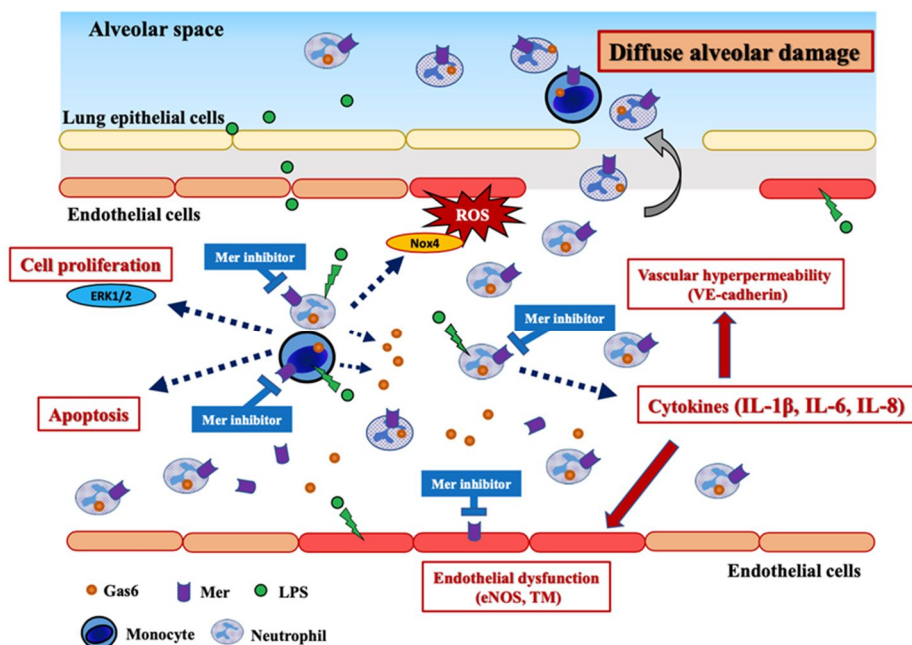 Alveolar space
Diffuse alveolar damage
Lung epithelial cells
Endothelial cells
ROS
Nox4
Mer inhibitor
Cell proliferation
ERK1/2
Vascular hyperpermeability
(VE-cadherin)
Mer inhibitor
Apoptosis
Mer inhibitor
Cytokines (IL-1β, IL-6, IL-8)
Mer inhibitor
Endothelial dysfunction
(eNOS, TM)
Endothelial cells
Gas6
Mer
LPS
Monocyte
Neutrophil